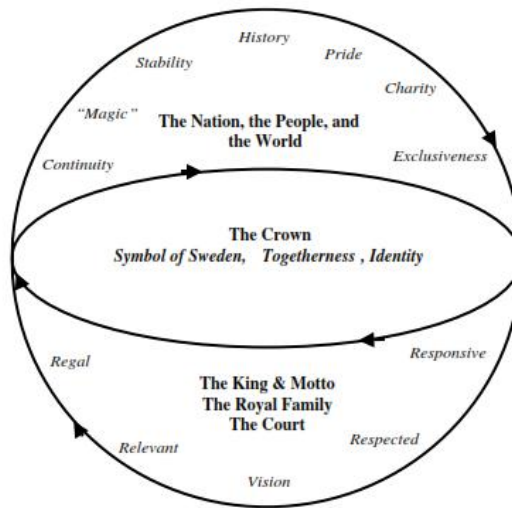 History
Pride
Stability
Charity
“Magic”
The Nation, the People, and
the World
Continuity
Exclusiveness
The Crown
Symbol of Sweden, Togetherness , Identity
Responsive
Regal
The King & Motto
The Royal Family
The Court
Respected
Relevant
Vision